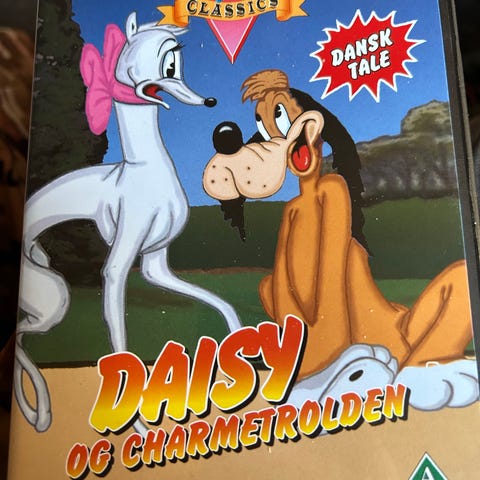 CLASSICS
DANSK
TALE
DAISY
OG CHARMETROLDEN
A